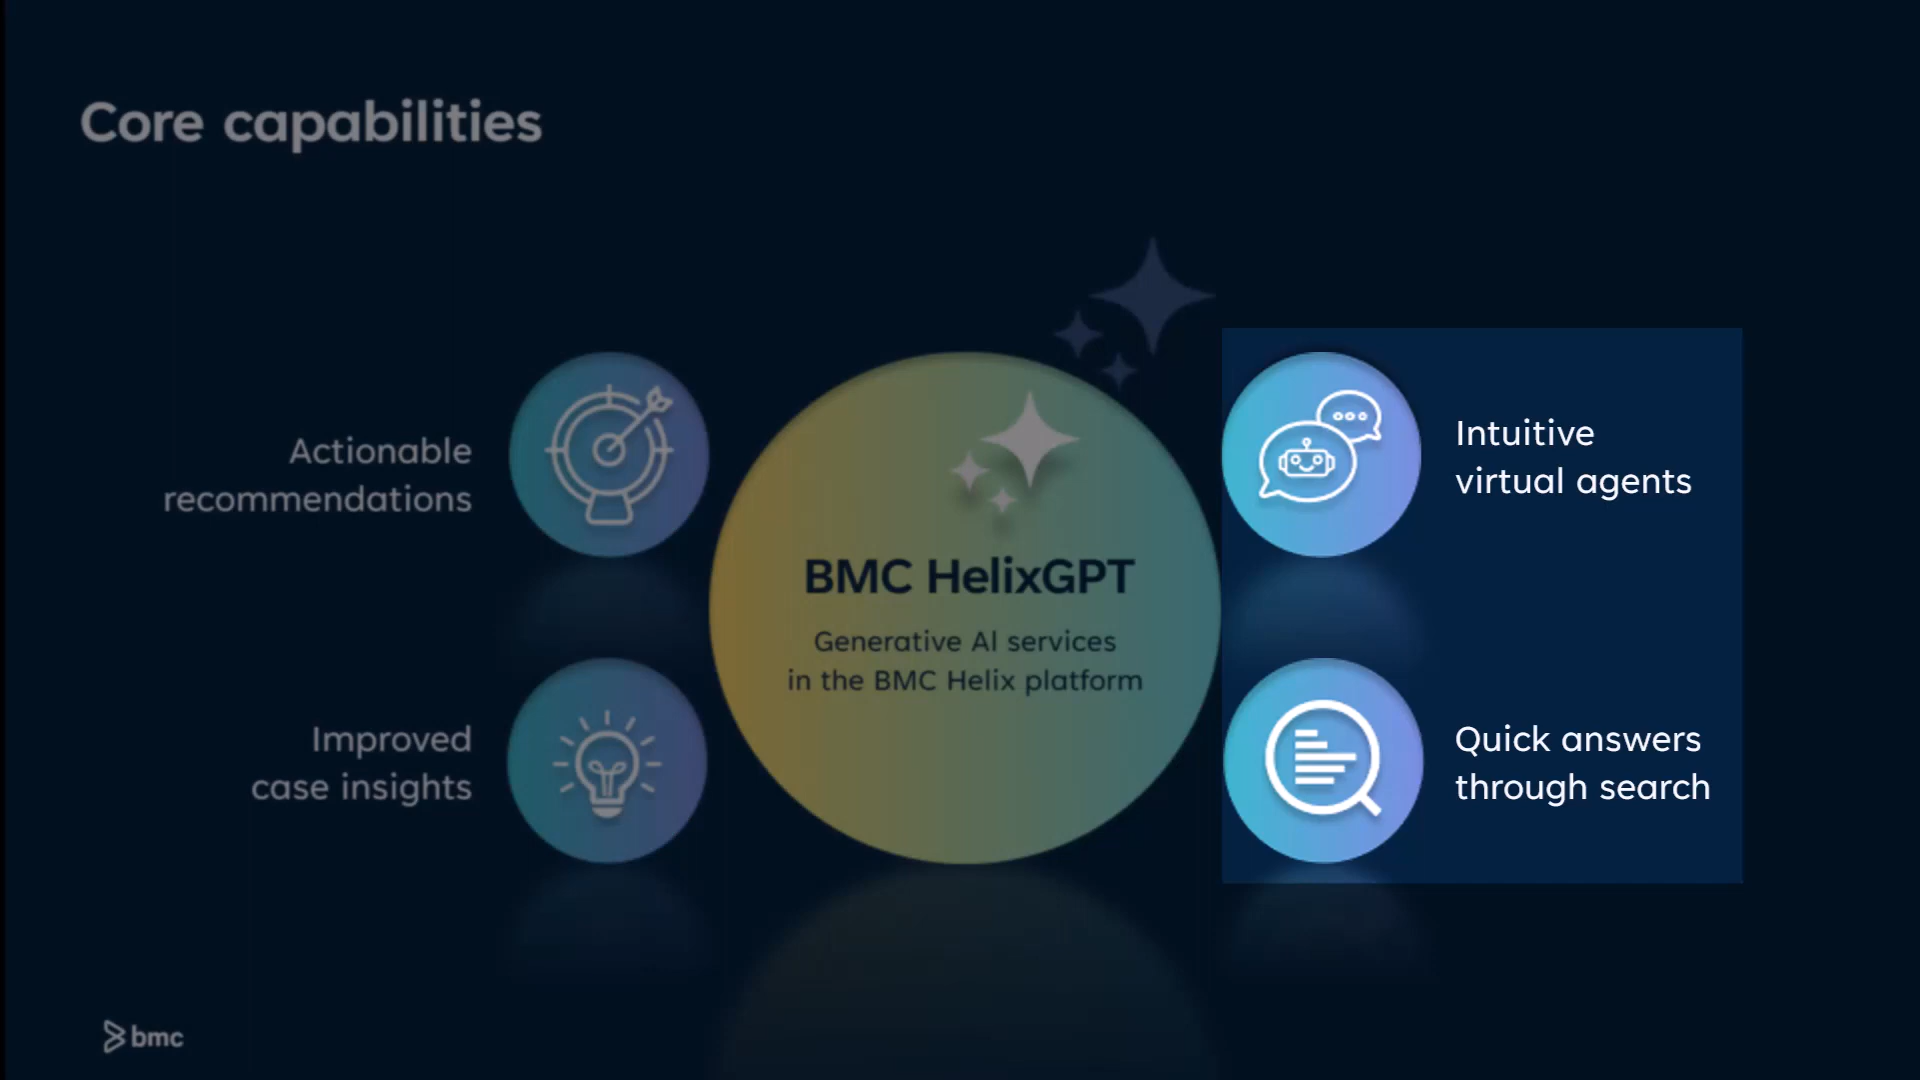 Core capabilities
Actionable
recommendations
Improved
case insights
BMC HelixGPT
Generative AI services
in the BMC Helix platform
Intuitive
virtual agents
Quick answers
through search
bmc